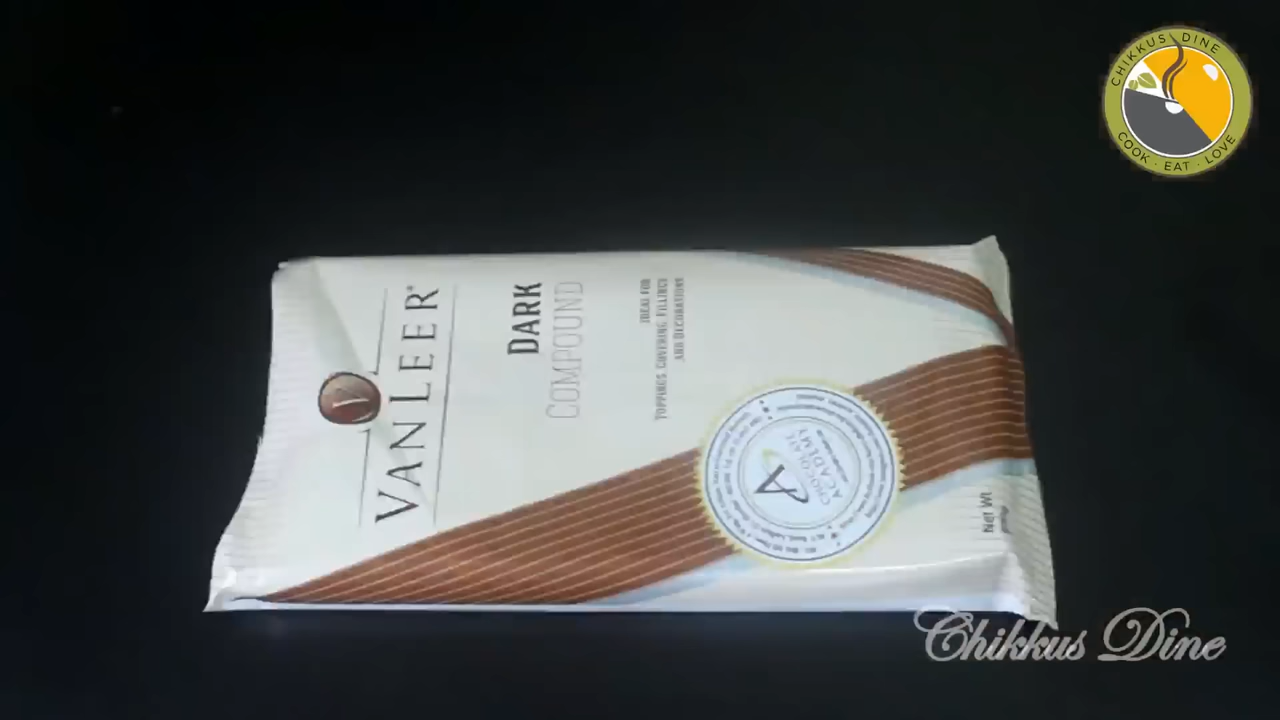 CHIKKUS DINE
COOK · EAT · LOVE
VAN LEER®
DARK
COMPOUND
IDEAL FOR
TOPPINGS COVERING FILLINGS
AND DECORATIONS
CHOCOLATE
ACADEMY
Net Wt
Chikkus Dine